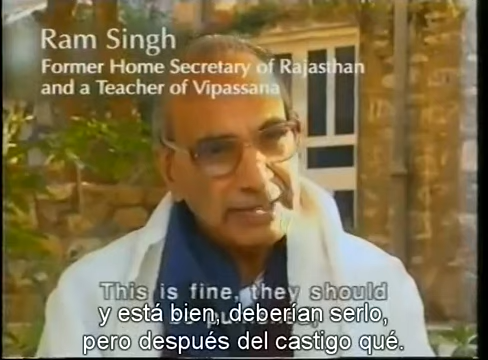 Ram Singh
Former Home Secretary of Rajasthan
and a Teacher of Vipassana
This is fine, they should
y está bien, deberían serlo,
pero después del castigo qué.